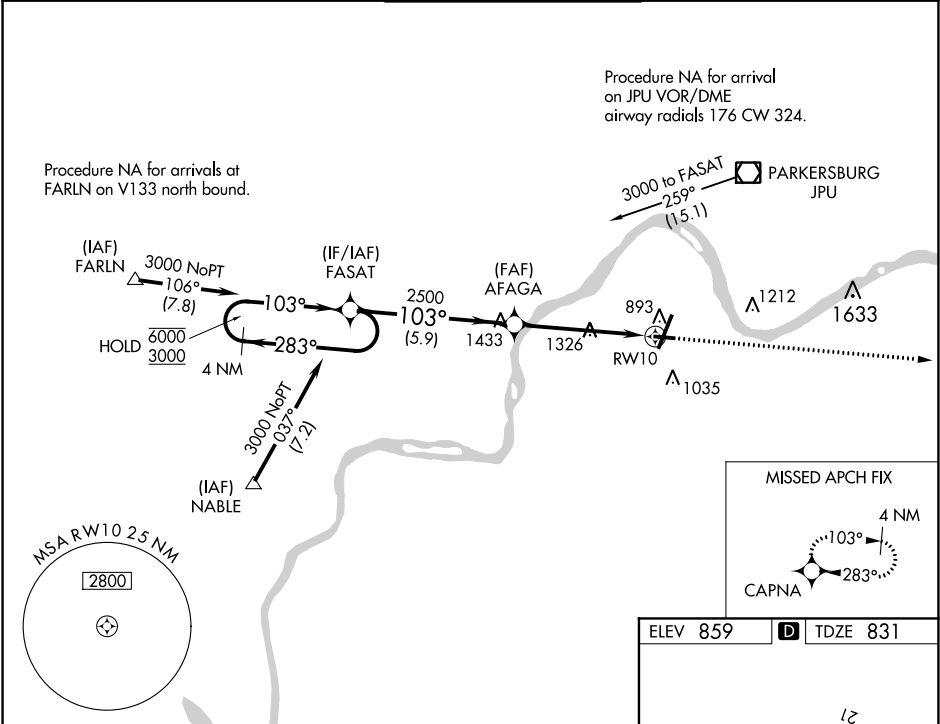 Procedure NA for arrival
on JPU VOR/DME
airway radials 176 CW 324.
Procedure NA for arrivals at
FARLN on V133 north bound.
3000 to FASAT
259°
(15.1)
PARKERSBURG
JPU
(IAF)
FARLN
3000 NoPT
106°
(7.8)
(IF/IAF)
FASAT
103°
283°
HOLD
6000
3000
4 NM
2500
103°
(5.9)
(FAF)
AFAGA
1433
1326
893
RW10
1212
1633
1035
3000 NoPT
037°
(7.2)
(IAF)
NABLE
MSA RW10 25 NM
2800
MISSED APCH FIX
4 NM
103°
283°
CAPNA
ELEV 859
D
TDZE 831
21